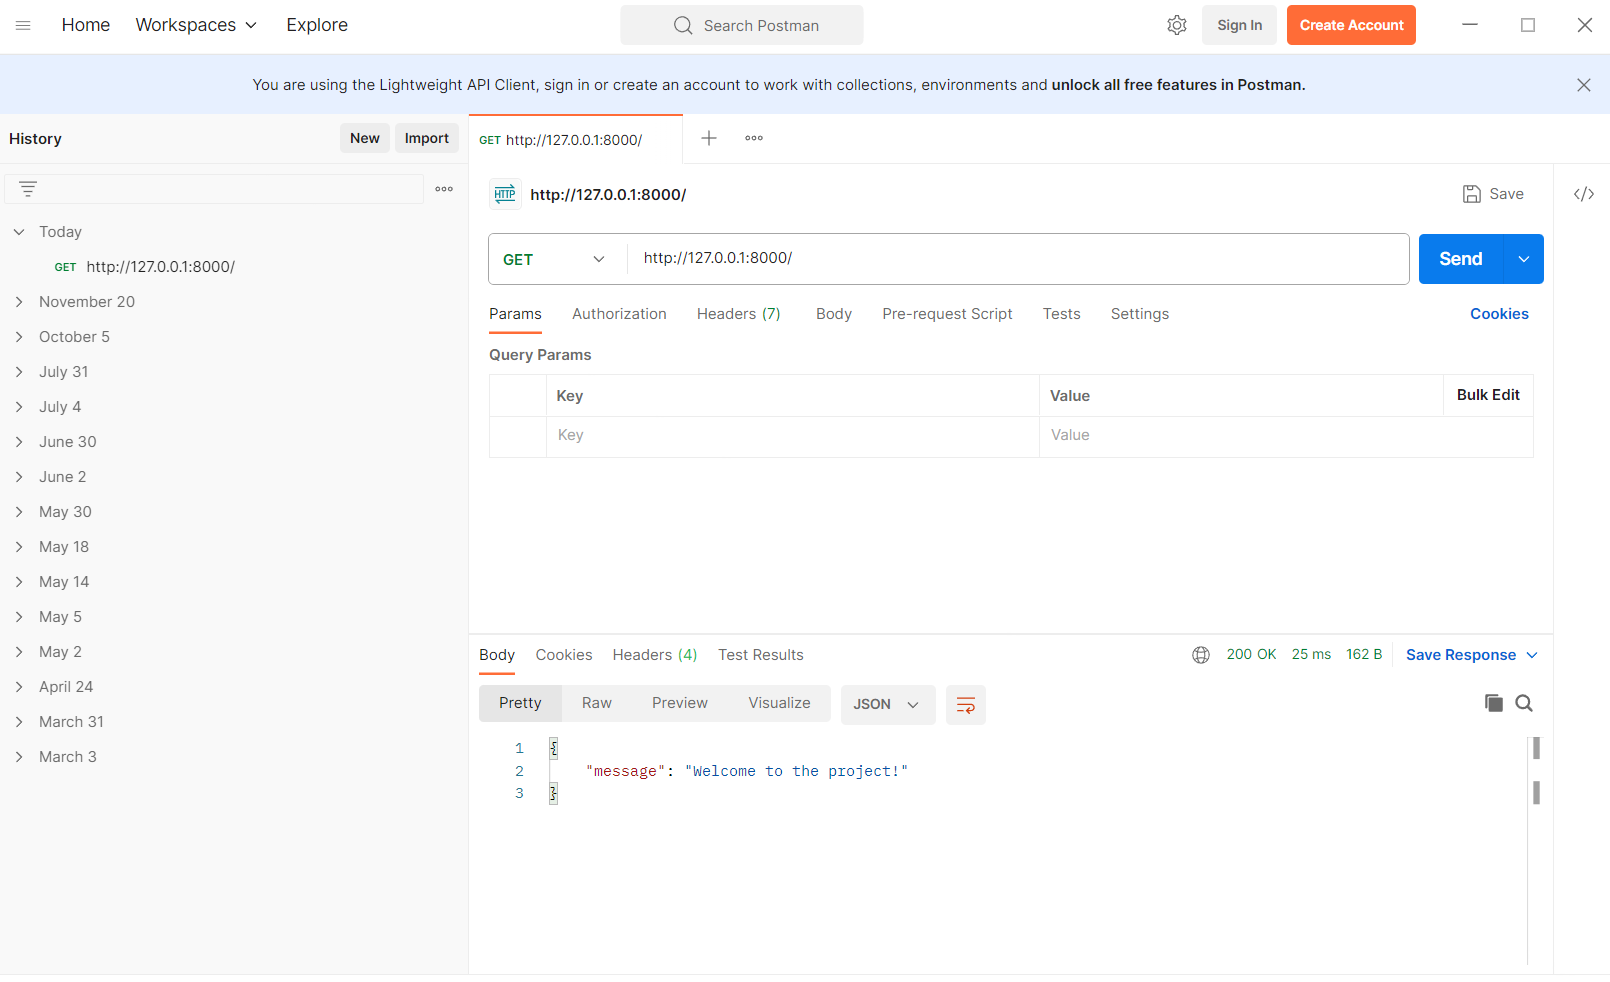 Home Workspaces Explore Search Postman Sign In Create Account
You are using the Lightweight API Client, sign in or create an account to work with collections, environments and unlock all free features in Postman.
History New Import
GET http://127.0.0.1:8000/
Today
GET http://127.0.0.1:8000/
November 20
October 5
July 31
July 4
June 30
June 2
May 30
May 18
May 14
May 5
May 2
April 24
March 31
March 3
HTTP http://127.0.0.1:8000/ Save
GET http://127.0.0.1:8000/ Send
Params Authorization Headers (7) Body Pre-request Script Tests Settings Cookies
Query Params
Key Value Bulk Edit
Key Value
Body Cookies Headers (4) Test Results 200 OK 25 ms 162 B Save Response
Pretty Raw Preview Visualize JSON
1 {
2 "message": "Welcome to the project!"
3 }